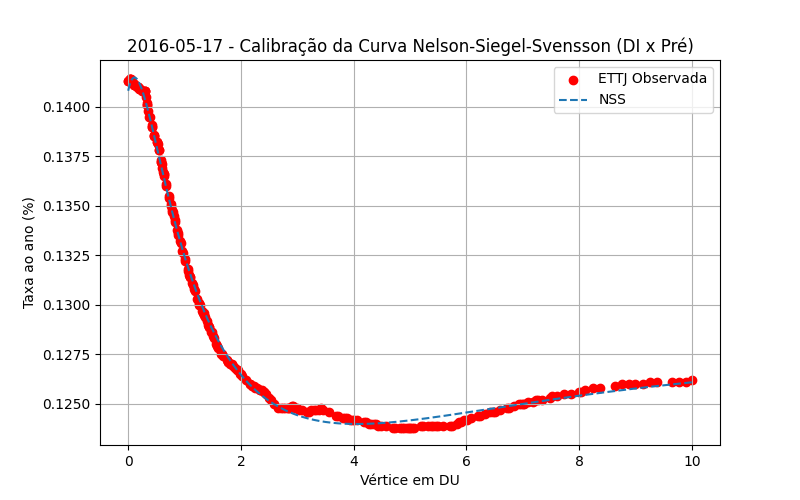 2016-05-17 - Calibração da Curva Nelson-Siegel-Svensson (DI x Pré)
ETTJ Observada
NSS
Taxa ao ano (%)
0.1400
0.1375
0.1350
0.1325
0.1300
0.1275
0.1250
0 2 4 6 8 10
Vértice em DU